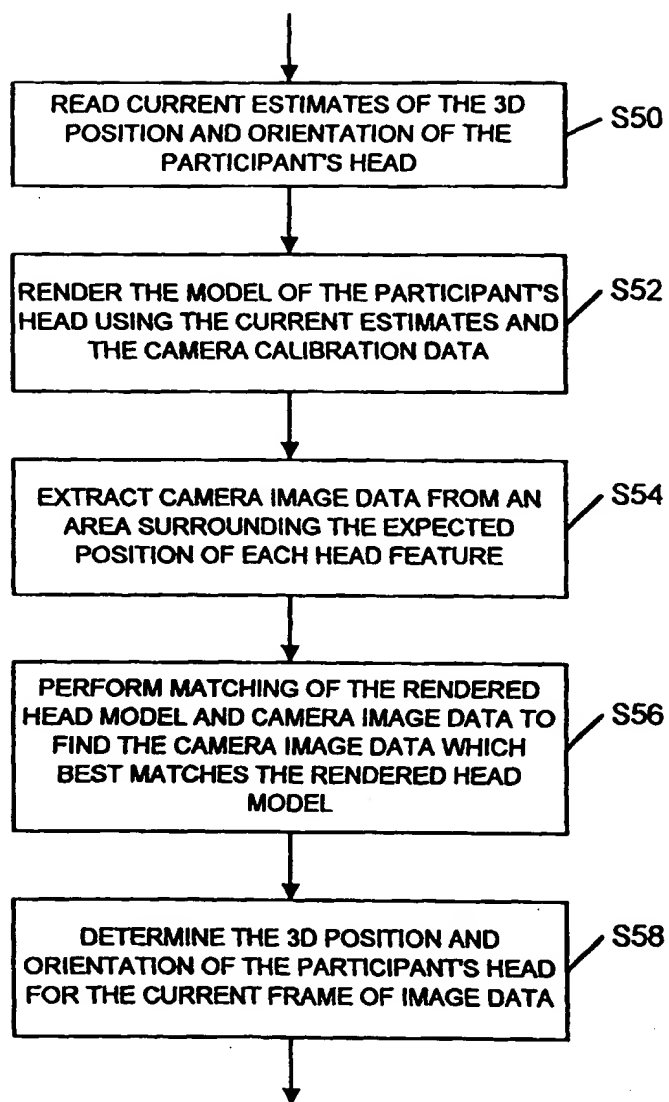 READ CURRENT ESTIMATES OF THE 3D
POSITION AND ORIENTATION OF THE
PARTICIPANT'S HEAD
S50
RENDER THE MODEL OF THE PARTICIPANT'S
HEAD USING THE CURRENT ESTIMATES AND
THE CAMERA CALIBRATION DATA
S52
EXTRACT CAMERA IMAGE DATA FROM AN
AREA SURROUNDING THE EXPECTED
POSITION OF EACH HEAD FEATURE
S54
PERFORM MATCHING OF THE RENDERED
HEAD MODEL AND CAMERA IMAGE DATA TO
FIND THE CAMERA IMAGE DATA WHICH
BEST MATCHES THE RENDERED HEAD
MODEL
S56
DETERMINE THE 3D POSITION AND
ORIENTATION OF THE PARTICIPANT'S HEAD
FOR THE CURRENT FRAME OF IMAGE DATA
S58